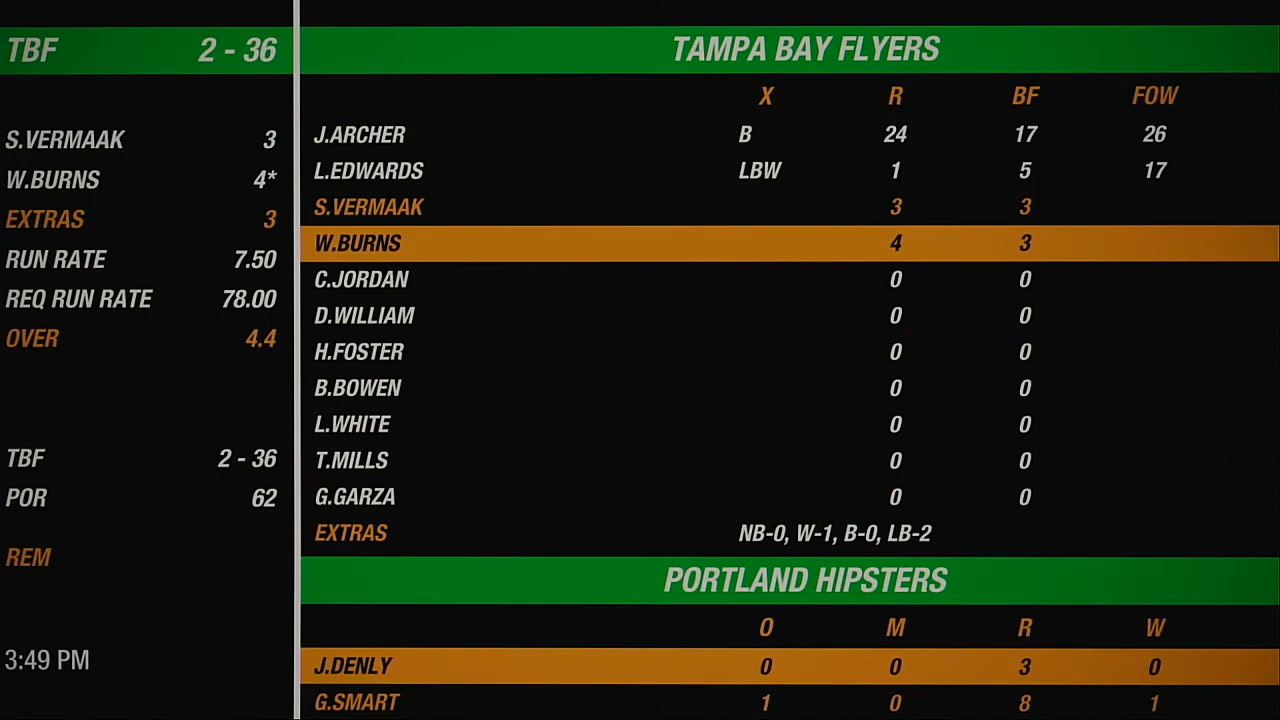 TBF 2 - 36
S.VERMAAK 3
W.BURNS 4*
EXTRAS 3
RUN RATE 7.50
REQ RUN RATE 78.00
OVER 4.4
TBF 2 - 36
POR 62
REM
3:49 PM
TAMPA BAY FLYERS
X R BF FOW
J.ARCHER B 24 17 26
L.EDWARDS LBW 1 5 17
S.VERMAAK 3 3
W.BURNS 4 3
C.JORDAN 0 0
D.WILLIAM 0 0
H.FOSTER 0 0
B.BOWEN 0 0
L.WHITE 0 0
T.MILLS 0 0
G.GARZA 0 0
EXTRAS NB-0, W-1, B-0, LB-2
PORTLAND HIPSTERS
O M R W
J.DENLY 0 0 3 0
G.SMART 1 0 8 1